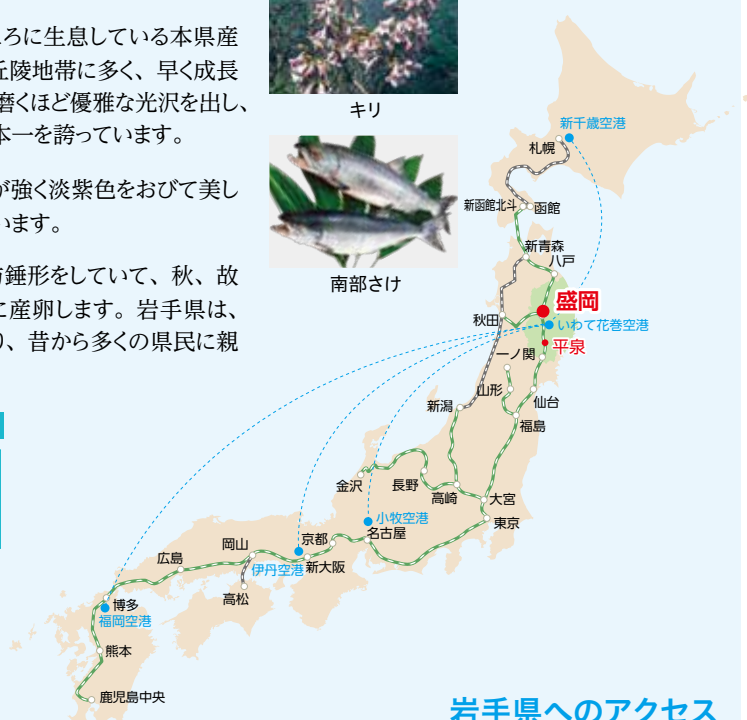 ろに生息している本県産
丘陵地帯に多く、早く成長
磨くほど優雅な光沢を出し、
本一を誇っています。
が強く淡紫色をおびて美し
います。
錘形をしていて、秋、故
に産卵します。岩手県は、
、昔から多くの県民に親
キリ
南部さけ
新千歳空港
札幌
新函館北斗
函館
新青森
八戸
盛岡
秋田
いわて花巻空港
平泉
一ノ関
山形
仙台
新潟
福島
金沢
長野
高崎
大宮
小牧空港
東京
名古屋
京都
岡山
広島
伊丹空港
新大阪
高松
博多
福岡空港
熊本
鹿児島中央
岩手県へのアクセス